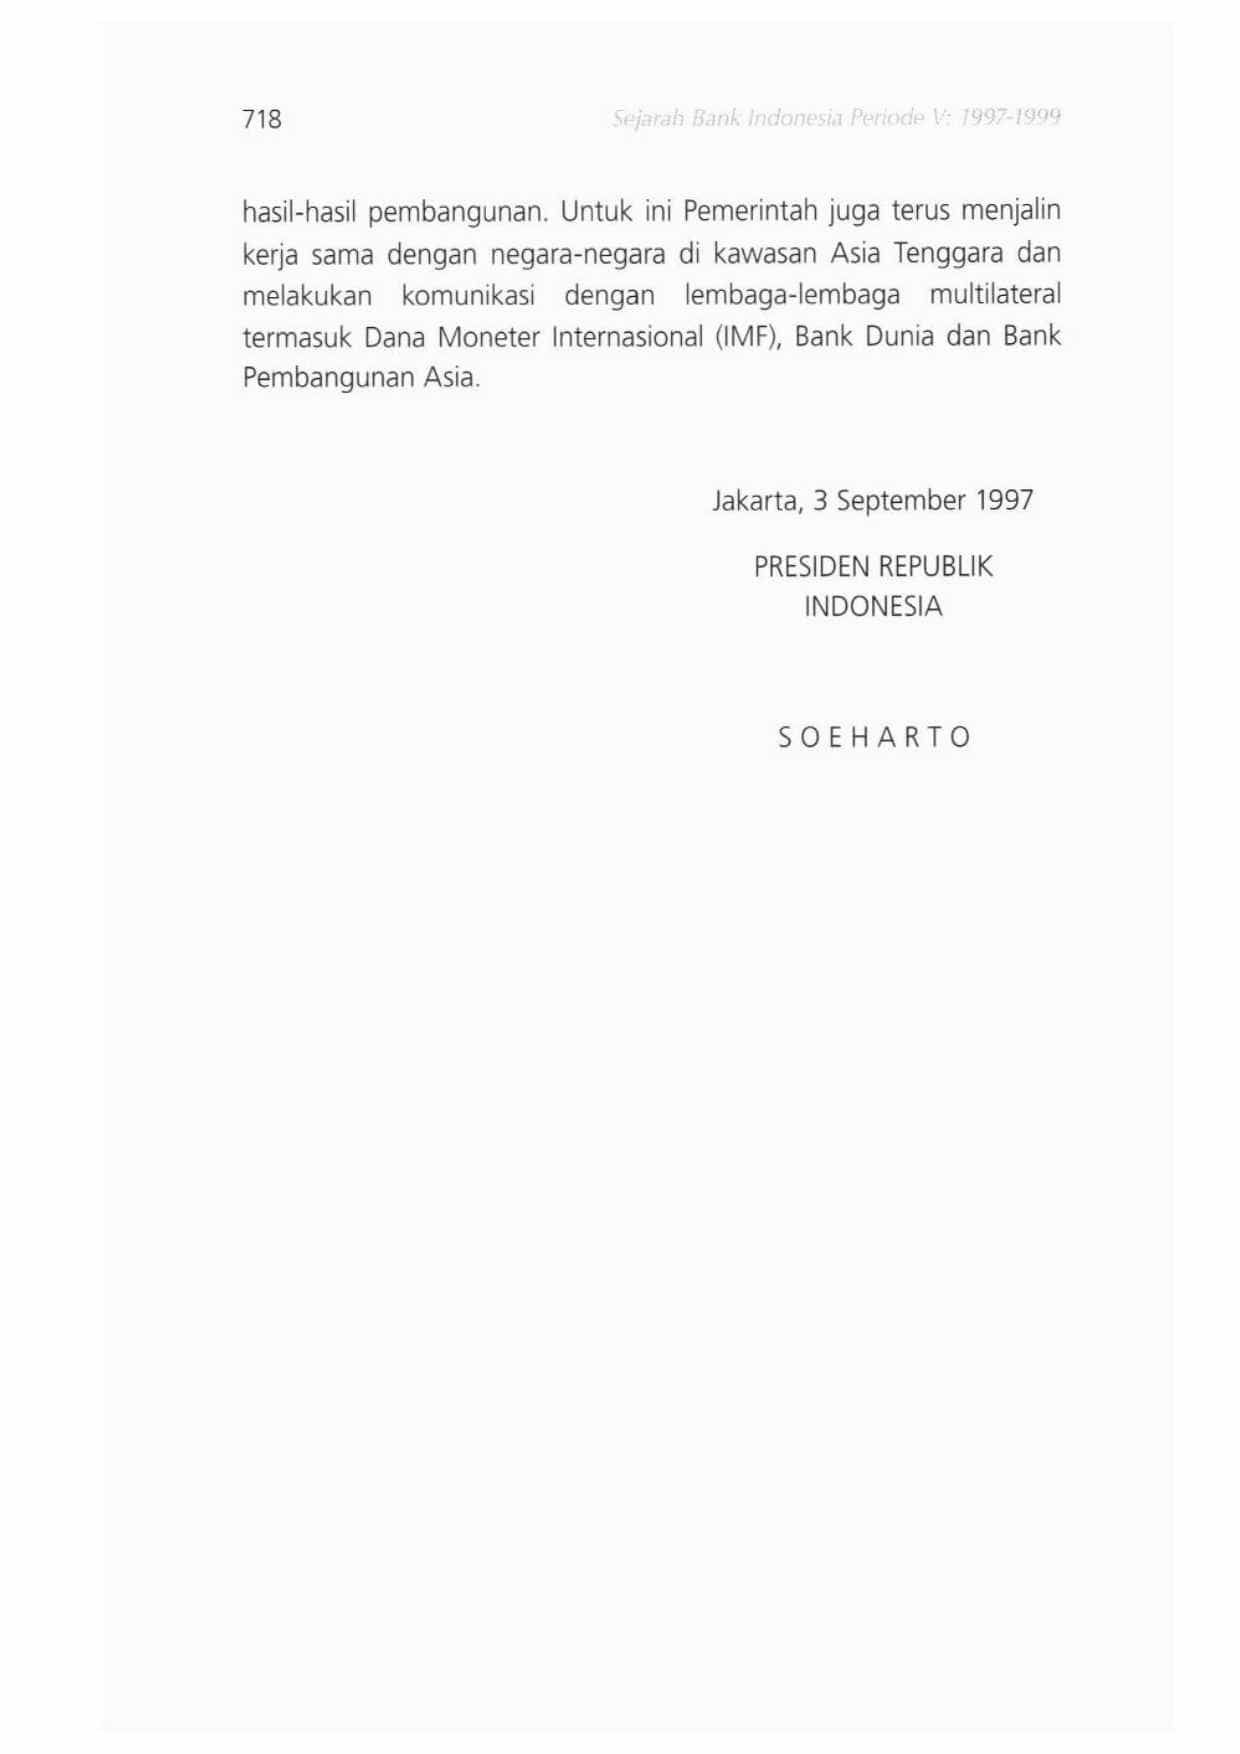 718
Sejarah Bank Indonesia Periode V: 1997-1999
hasil-hasil pembangunan. Untuk ini Pemerintah juga terus menjalin
kerja sama dengan negara-negara di kawasan Asia Tenggara dan
melakukan komunikasi dengan lembaga-lembaga multilateral
termasuk Dana Moneter Internasional (IMF), Bank Dunia dan Bank
Pembangunan Asia.
Jakarta, 3 September 1997
PRESIDEN REPUBLIK
INDONESIA
S O E H A R T O